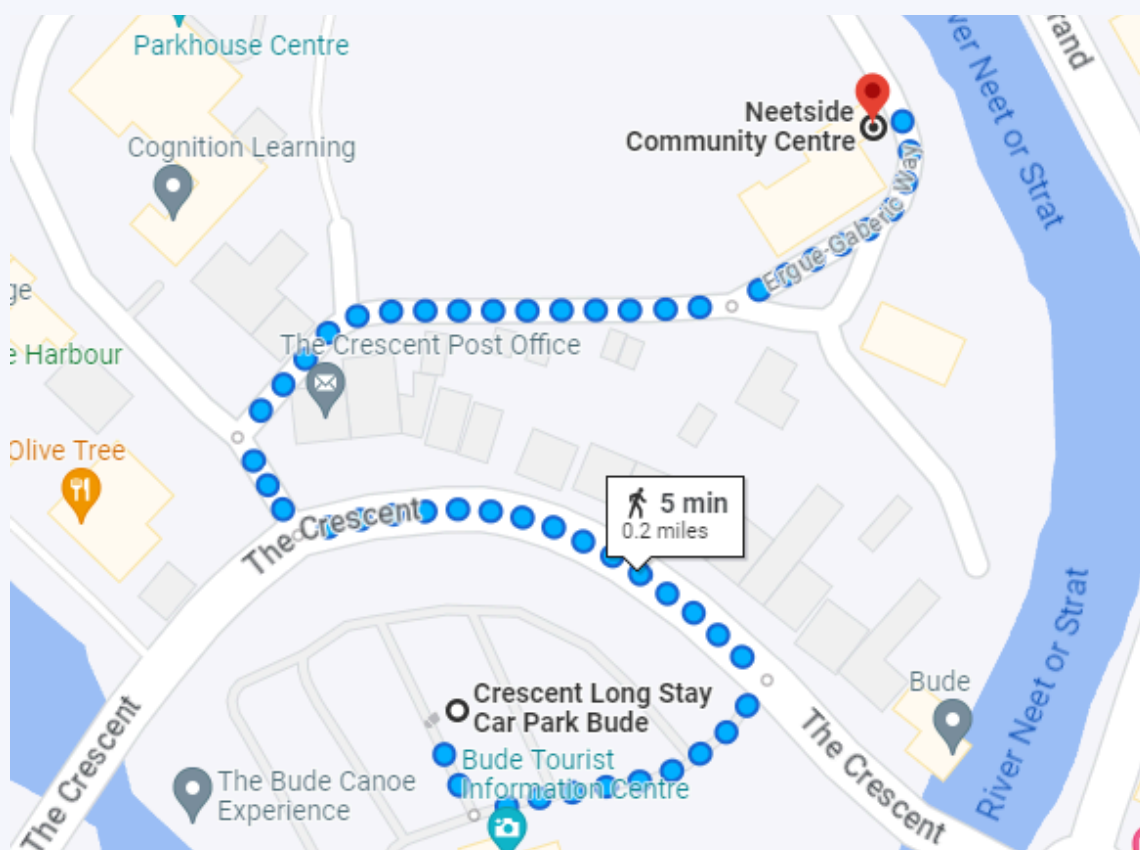 Parkhouse Centre
Cognition Learning
Neetside
Community Centre
Ergue-Gaberic Way
River Neet or Strat
The Crescent Post Office
Harbour
Olive Tree
The Crescent
5 min
0.2 miles
Crescent Long Stay
Car Park Bude
Bude Tourist
Information Centre
The Bude Canoe
Experience
The Crescent
The Crescent
Bude
River Neet or Strat